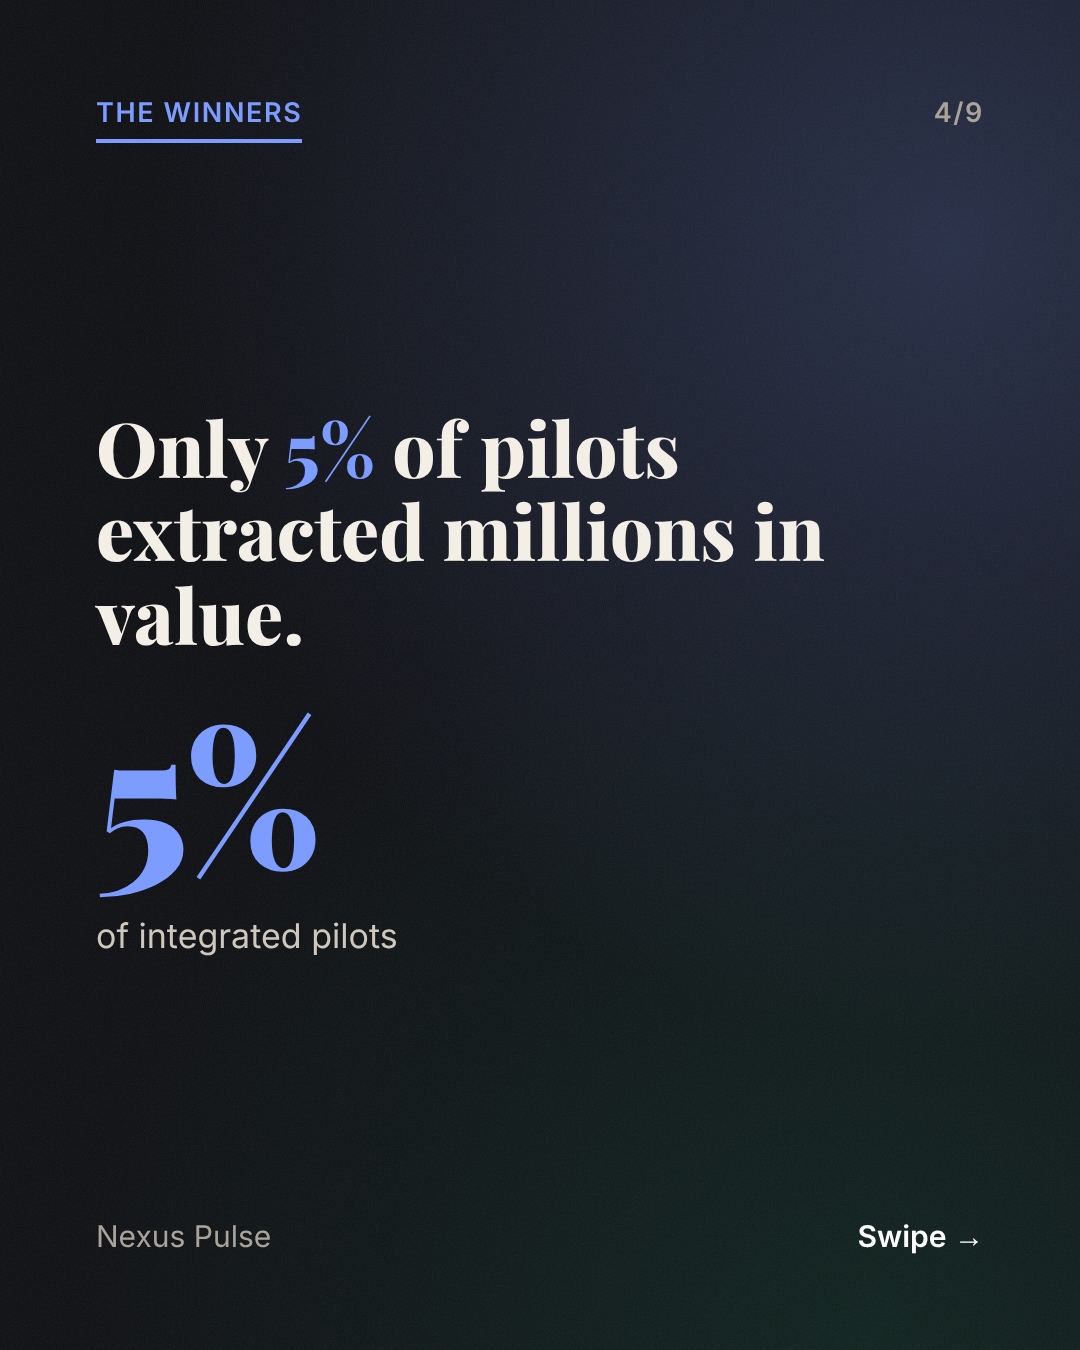 THE WINNERS
4/9
Only 5% of pilots
extracted millions in
value.
5%
of integrated pilots
Nexus Pulse
Swipe →